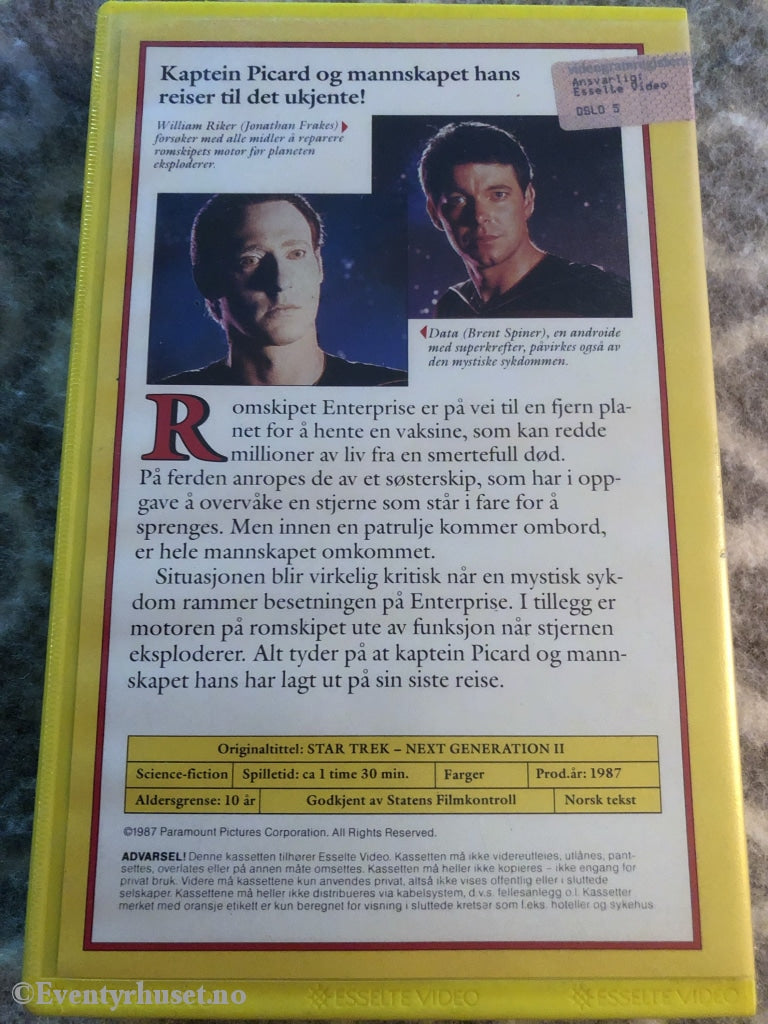 Kaptein Picard og mannskapet hans
reiser til det ukjente!
Ansvarlig:
Esselte Video
OSLO 5
William Riker (Jonathan Frakes)
forsøker med alle midler å reparere
romskipets motor før planeten
eksploderer.
Data (Brent Spiner), en androide
med superkrefter, påvirkes også av
den mystiske sykdommen.
Romskipet Enterprise er på vei til en fjern pla-
net for å hente en vaksine, som kan redde
millioner av liv fra en smertefull død.
På ferden anropes de av et søsterskip, som har i opp-
gave å overvåke en stjerne som står i fare for å
sprenges. Men innen en patrulje kommer ombord,
er hele mannskapet omkommet.
Situasjonen blir virkelig kritisk når en mystisk syk-
dom rammer besetningen på Enterprise. I tillegg er
motoren på romskipet ute av funksjon når stjernen
eksploderer. Alt tyder på at kaptein Picard og mann-
skapet hans har lagt ut på sin siste reise.
Originaltittel: STAR TREK – NEXT GENERATION II
Science-fiction Spilletid: ca 1 time 30 min. Farger Prod.år: 1987
Aldersgrense: 10 år Godkjent av Statens Filmkontroll Norsk tekst
©1987 Paramount Pictures Corporation. All Rights Reserved.
ADVARSEL! Denne kassetten tilhører Esselte Video. Kassetten må ikke videreutleies, utlånes, pant-
settes, overlates eller på annen måte omsettes. Kassetten må heller ikke kopieres – ikke engang for
privat bruk. Videre må kassettene kun anvendes privat, altså ikke vises offentlig eller i sluttede
selskaper. Kassettene må heller ikke distribueres via kabelsystem, d.v.s. fellesanlegg o.l. Kassetter
merket med oransje etikett er kun beregnet for visning i sluttede kretsar som f.eks. hoteller og sykehus
©Eventyrhuset.no
ESSELTE VIDEO
ESSELTE VIDEO